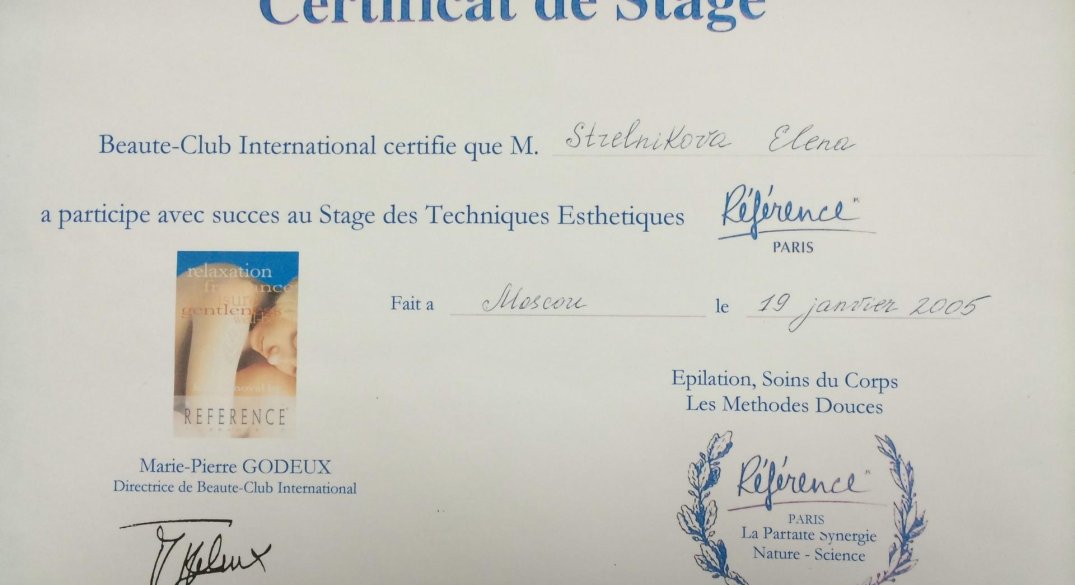 Certificat de Stage
Beaute-Club International certifie que M. Strelnikova Elena
a participe avec succes au Stage des Techniques Esthetiques Référence
PARIS
relaxation
sur
gentlen
Fait a Moscou le 19 janvier 2005
REFERENCE
Epilation, Soins du Corps
Les Methodes Douces
Marie-Pierre GODEUX
Directrice de Beaute-Club International
Référence
PARIS
La Parfaite Synergie
Nature - Science